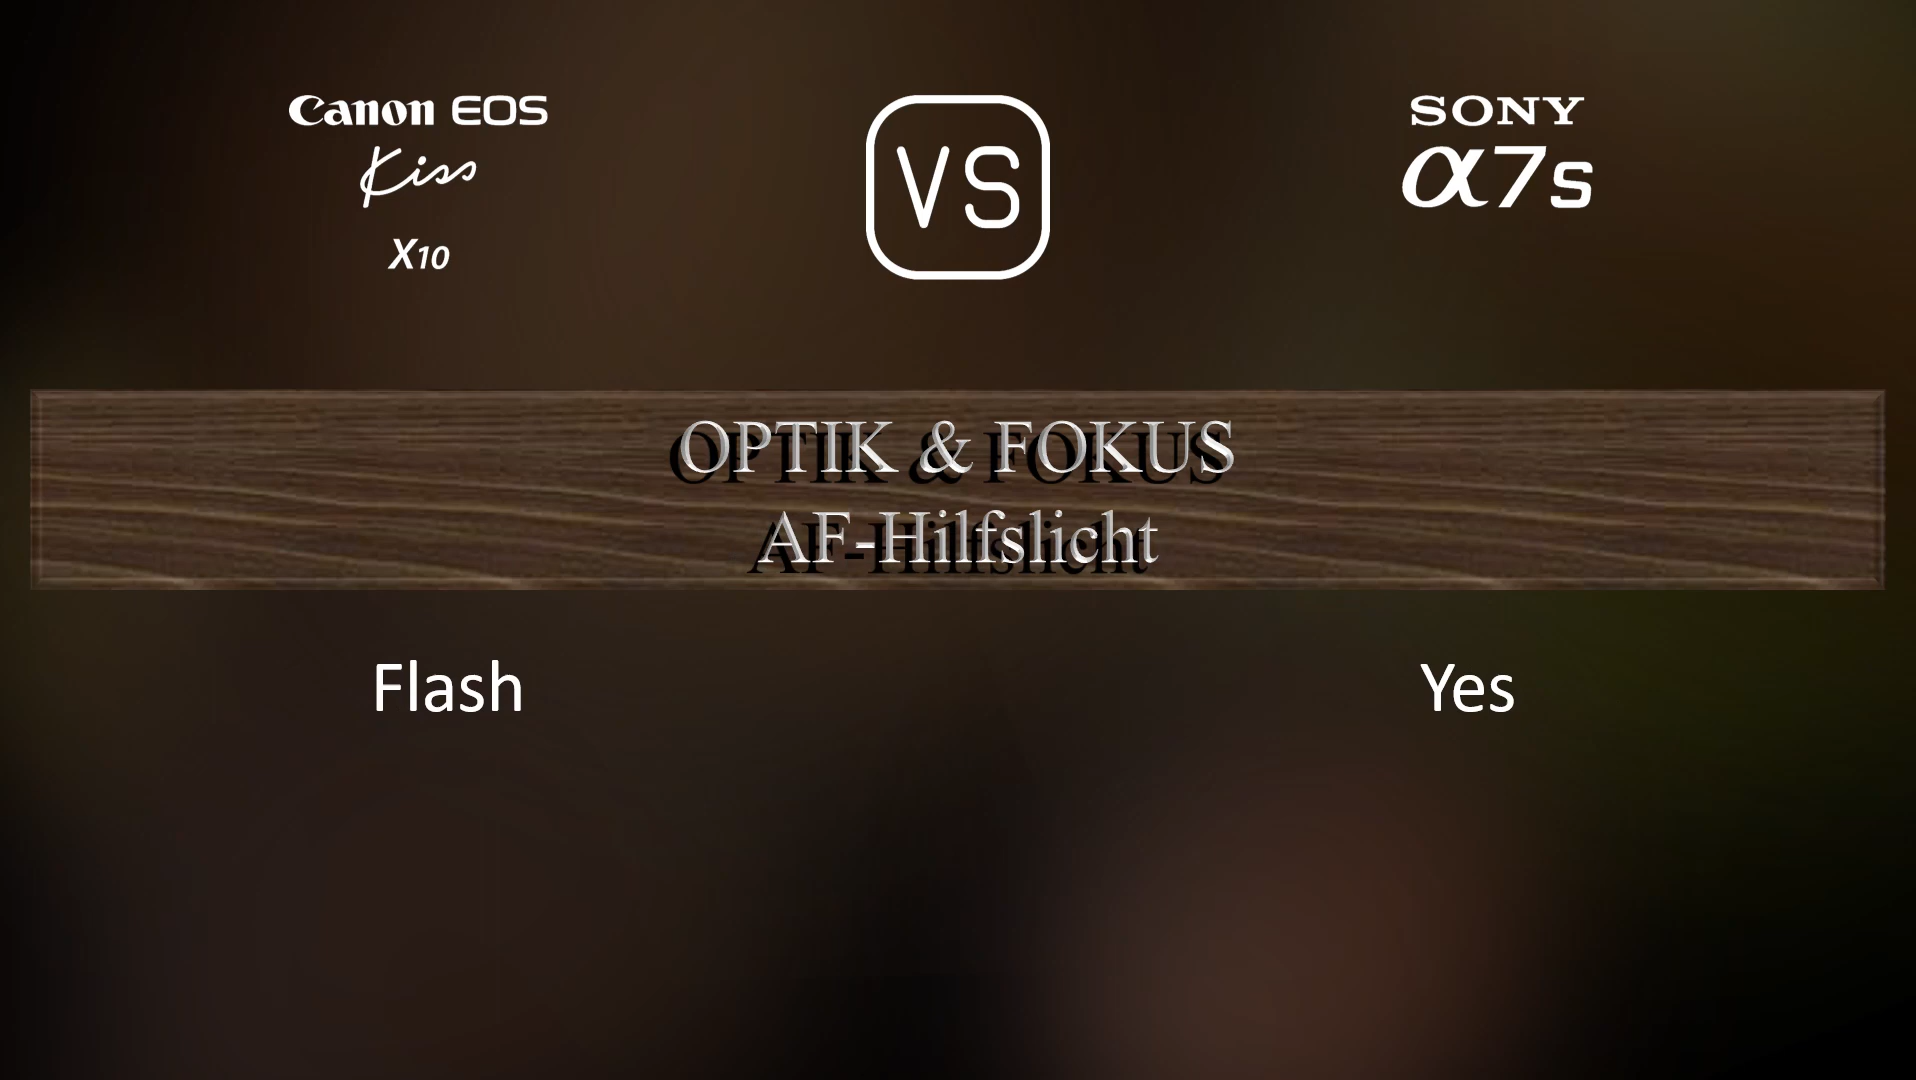 Canon EOS
Kiss
X10
VS
SONY
α7s
OPTIK & FOKUS
AF-Hilfslicht
Flash
Yes